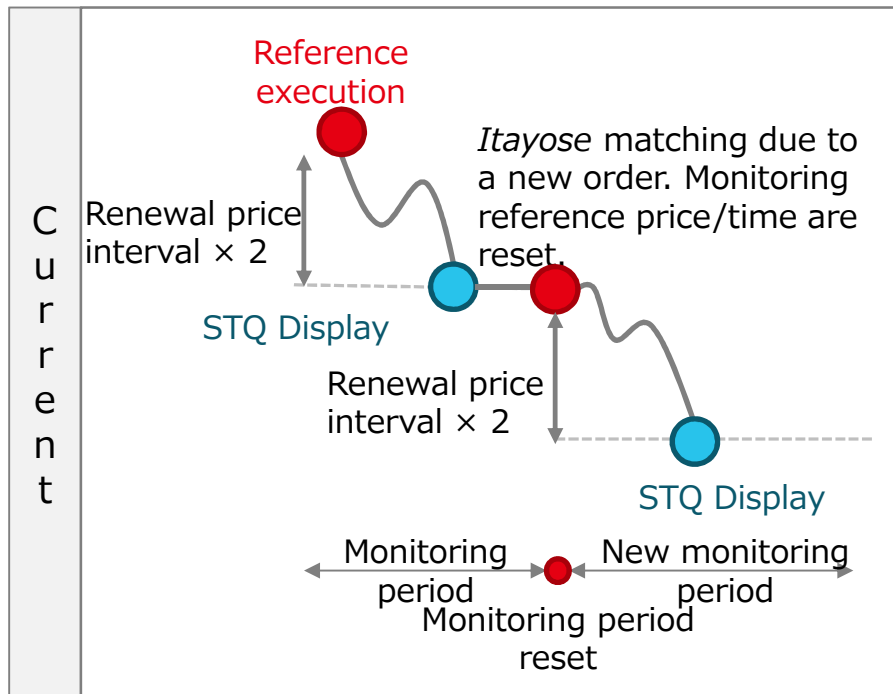 Current
Reference
execution
Itayose matching due to
a new order. Monitoring
reference price/time are
reset.
Renewal price
interval × 2
STQ Display
Renewal price
interval × 2
STQ Display
Monitoring
period
New monitoring
period
Monitoring period
reset